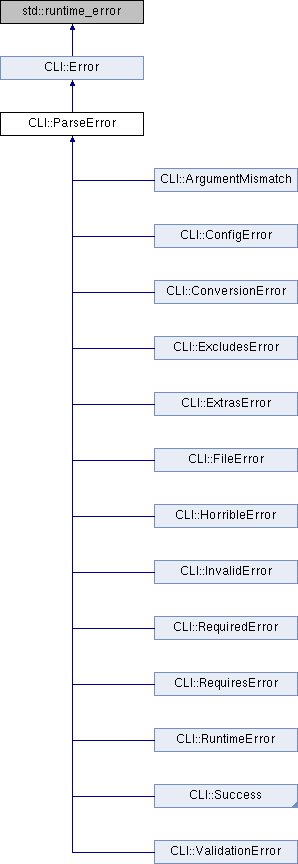 std::runtime_error
CLI::Error
CLI::ParseError
CLI::ArgumentMismatch
CLI::ConfigError
CLI::ConversionError
CLI::ExcludesError
CLI::ExtrasError
CLI::FileError
CLI::HorribleError
CLI::InvalidError
CLI::RequiredError
CLI::RequiresError
CLI::RuntimeError
CLI::Success
CLI::ValidationError